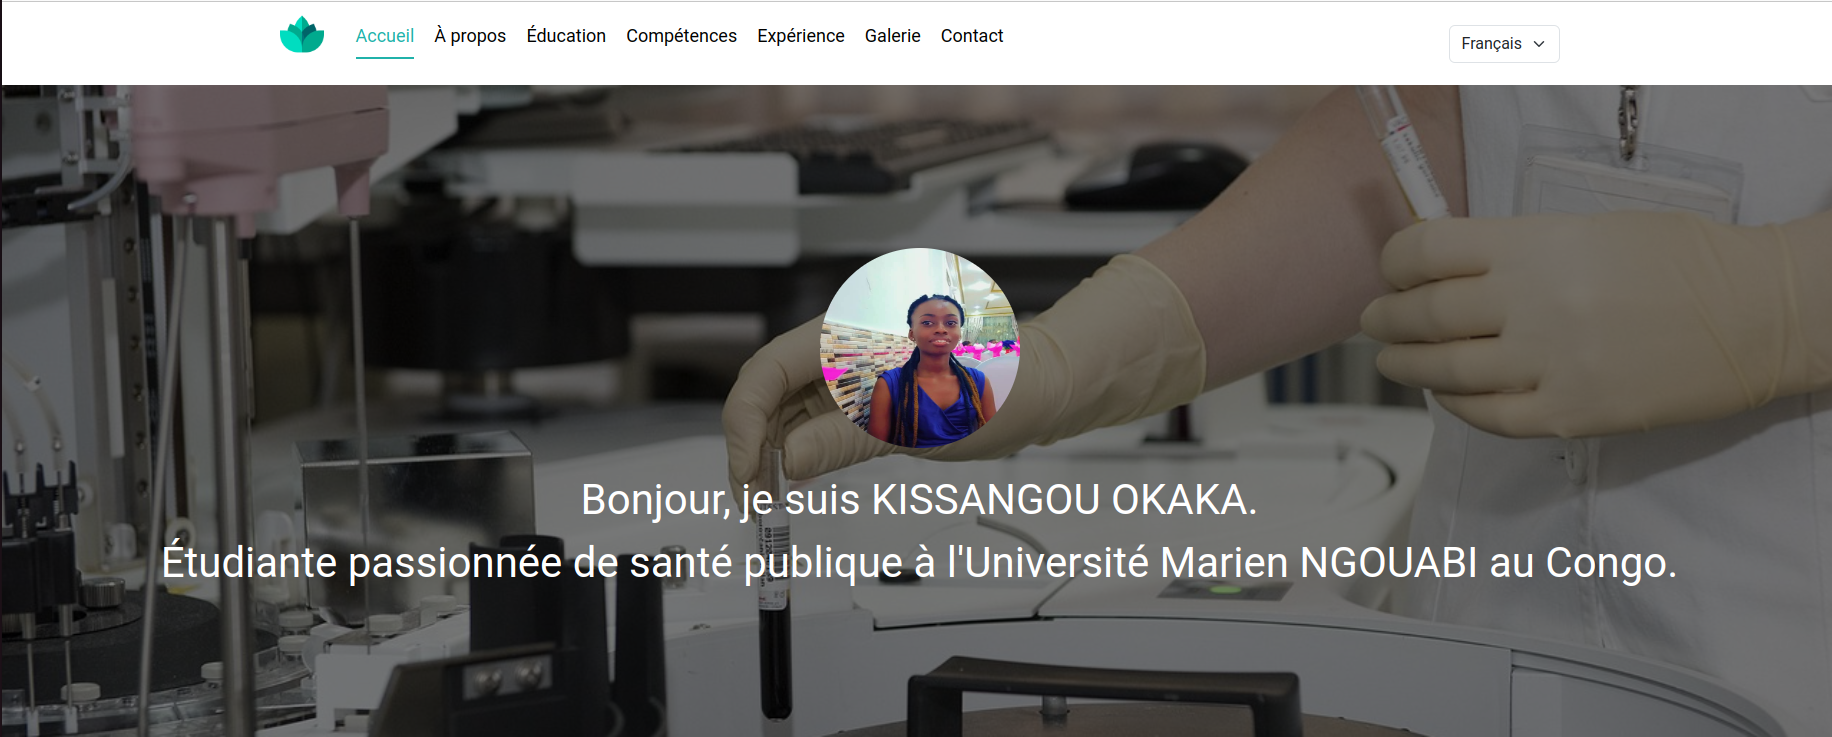 Accueil À propos Éducation Compétences Expérience Galerie Contact Français
Bonjour, je suis KISSANGOU OKAKA.
Étudiante passionnée de santé publique à l'Université Marien NGOUABI au Congo.